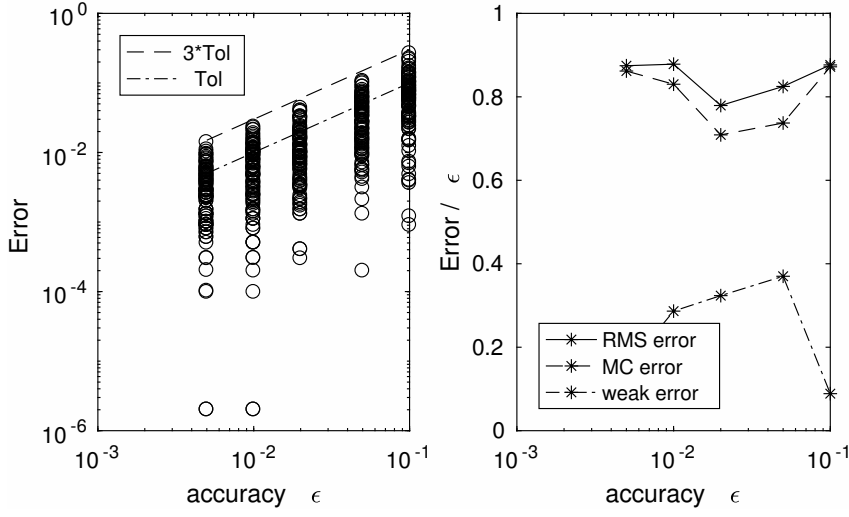 10^0
10^-2
10^-4
10^-6
10^-3
10^-2
10^-1
Error
accuracy ϵ
3*Tol
Tol
1
0.8
0.6
0.4
0.2
0
10^-3
10^-2
10^-1
Error / ϵ
accuracy ϵ
RMS error
MC error
weak error